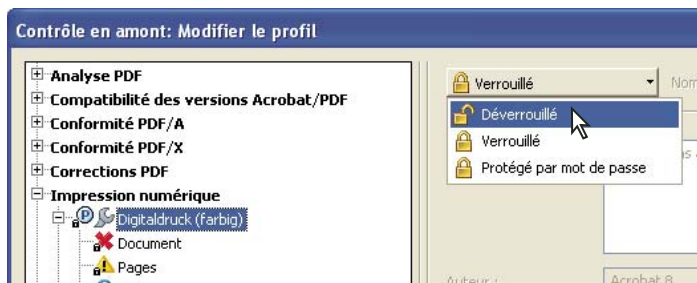 Contrôle en amont: Modifier le profil
Analyse PDF
Compatibilité des versions Acrobat/PDF
Conformité PDF/A
Conformité PDF/X
Corrections PDF
Impression numérique
Digitaldruck (farbig)
Document
Pages
Verrouillé
Nom
Déverrouillé
Verrouillé
Protégé par mot de passe
Auteur :
Acrobat 8